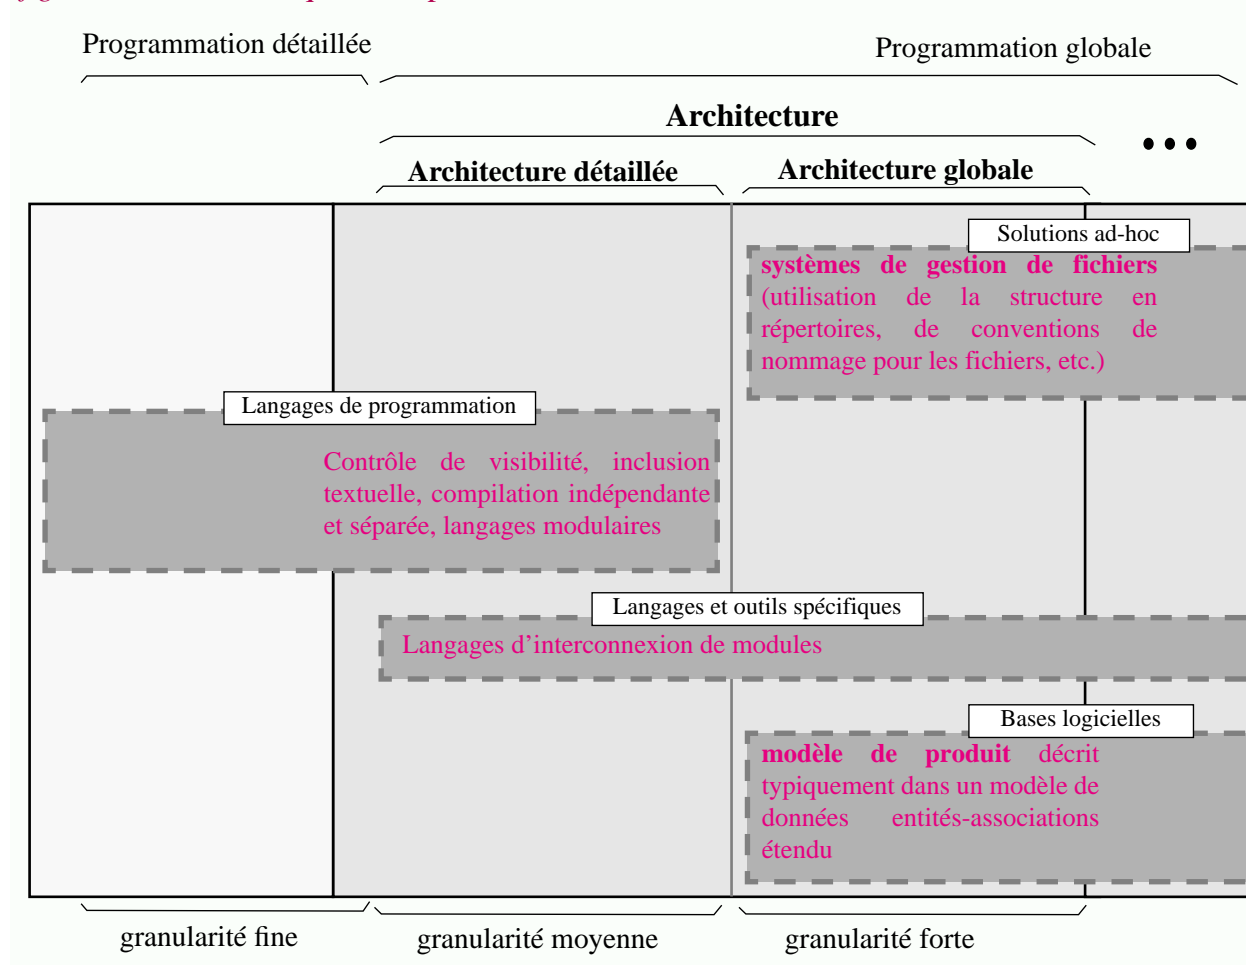 Programmation détaillée
Programmation globale
Architecture
Architecture détaillée
Architecture globale
Solutions ad-hoc
systèmes de gestion de fichiers
(utilisation de la structure en
répertoires, de conventions de
nommage pour les fichiers, etc.)
Langages de programmation
Contrôle de visibilité, inclusion
textuelle, compilation indépendante
et séparée, langages modulaires
Langages et outils spécifiques
Langages d'interconnexion de modules
Bases logicielles
modèle de produit décrit
typiquement dans un modèle de
données entités-associations
étendu
granularité fine
granularité moyenne
granularité forte